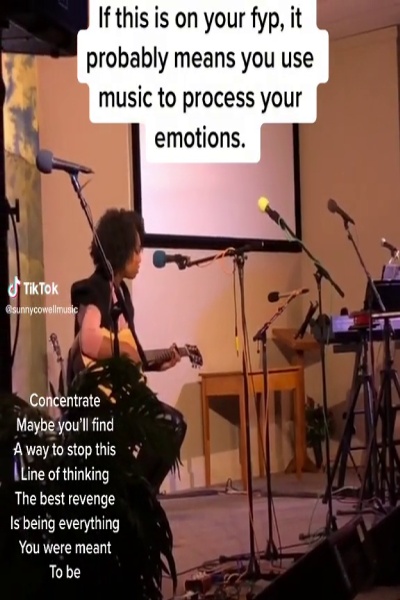 If this is on your fyp, it
probably means you use
music to process your
emotions.
TikTok
@sunnycowellmusic
Concentrate
Maybe you'll find
A way to stop this
Line of thinking
The best revenge
Is being everything
You were meant
To be